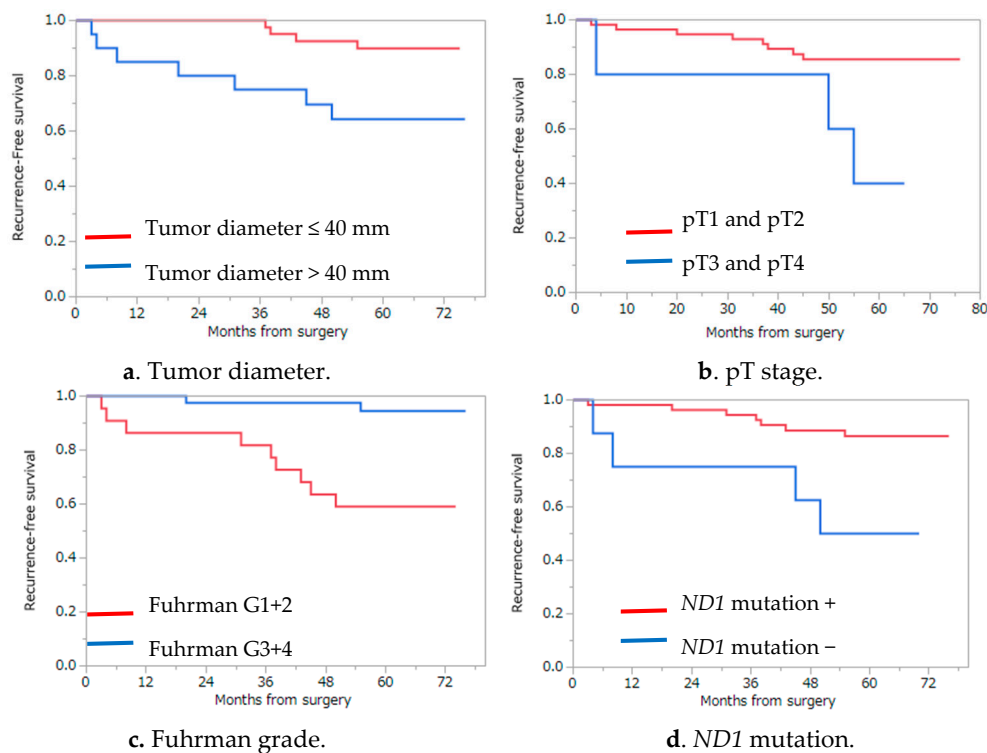 1.0
0.8
0.6
0.4
0.2
0.0
Recurrence-Free survival
Tumor diameter ≤ 40 mm
Tumor diameter > 40 mm
0 12 24 36 48 60 72
Months from surgery
a. Tumor diameter.
1.0
0.8
0.6
0.4
0.2
0.0
Recurrence-free suvival
pT1 and pT2
pT3 and pT4
0 10 20 30 40 50 60 70 80
Months from surgery
b. pT stage.
1.0
0.8
0.6
0.4
0.2
0.0
Recurrence-free survival
Fuhrman G1+2
Fuhrman G3+4
0 12 24 36 48 60 72
Months from surgery
c. Fuhrman grade.
1.0
0.8
0.6
0.4
0.2
0.0
Recurrence-free survival
ND1 mutation +
ND1 mutation −
0 12 24 36 48 60 72
Months from surgery
d. ND1 mutation.